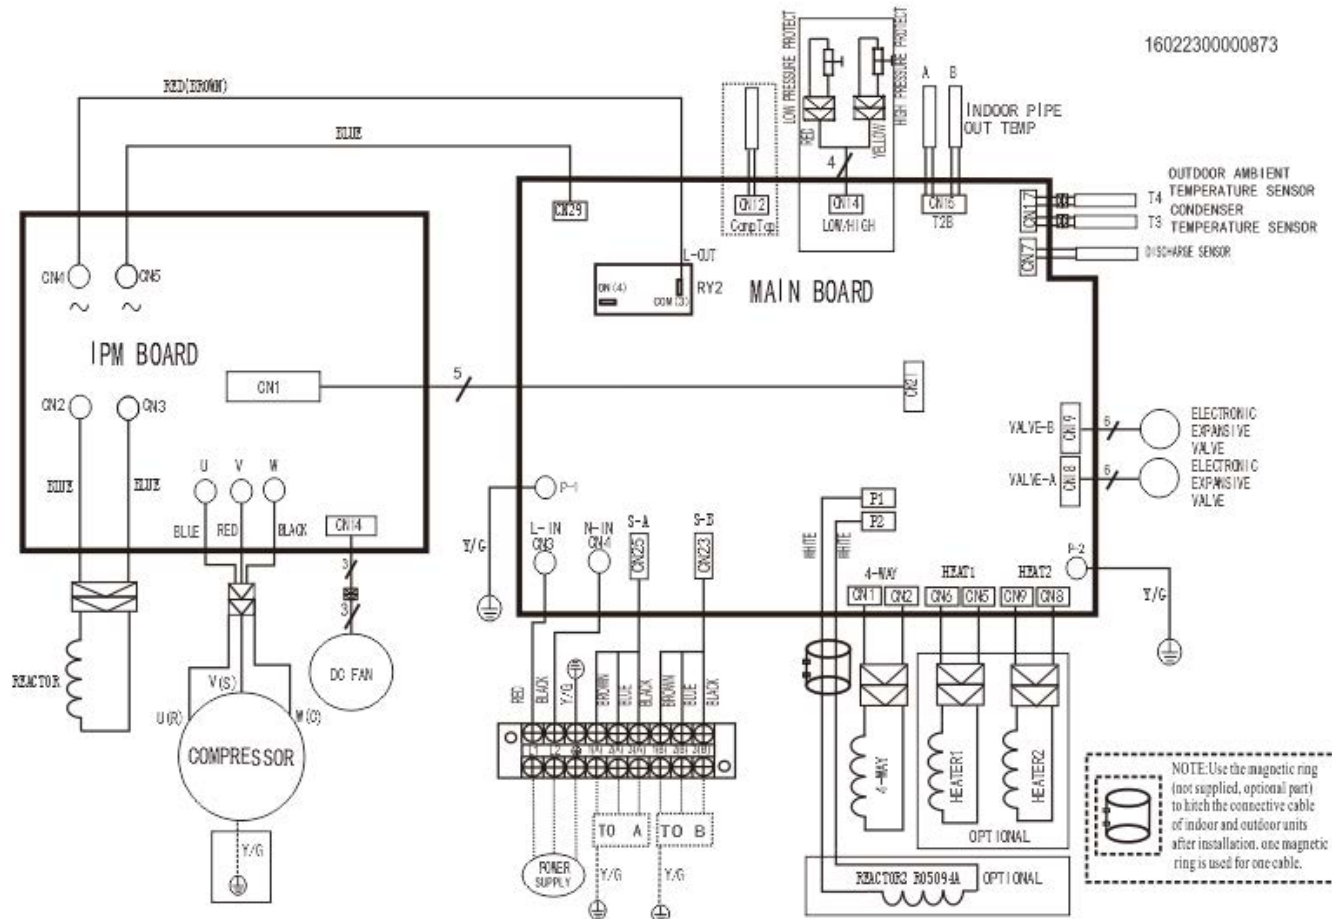 16022300000873
LOW PRESSURE PROTECT
HIGH PRESSURE PROTECT
RED
YELLOW
4
CN14
LOW/HIGH
RED(BROWN)
BLUE
CN29
CN12
CompTop
A B
INDOOR PIPE
OUT TEMP
CN15
T2B
CN17
T4
OUTDOOR AMBIENT
TEMPERATURE SENSOR
T3
CONDENSER
TEMPERATURE SENSOR
CN7
DISCHARGE SENSOR
L-OUT
ON(4)
COM(3)
RY2
MAIN BOARD
CN4
~
CN5
~
IPM BOARD
CN1
5
CN21
CN2
CN3
BLUE
BLUE
U V W
BLUE
RED
BLACK
CN14
3
3
DC FAN
REACTOR
U(R)
V(S)
W(C)
COMPRESSOR
Y/G
VALVE-B
CN19
6
ELECTRONIC
EXPANSIVE
VALVE
VALVE-A
CN18
6
ELECTRONIC
EXPANSIVE
VALVE
P-1
Y/G
L-IN
CN3
N-IN
CN4
S-A
CN25
S-B
CN23
P1
P2
WHITE
WHITE
P-2
Y/G
4-WAY
CN1 CN2
HEAT1
CN6 CN5
HEAT2
CN9 CN8
RED
BLACK
Y/G
BROWN
BLUE
BLACK
BROWN
BLUE
BLACK
L1 L2 1(A) 2(A) 3(A) 1(B) 2(B) 3(B)
POWER
SUPPLY
TO A
TO B
Y/G
Y/G
4-WAY
HEATER1
HEATER2
OPTIONAL
REACTOR2 R05094A
OPTIONAL
NOTE:Use the magnetic ring
(not supplied, optional part)
to hitch the connective cable
of indoor and outdoor units
after installation. one magnetic
ring is used for one cable.